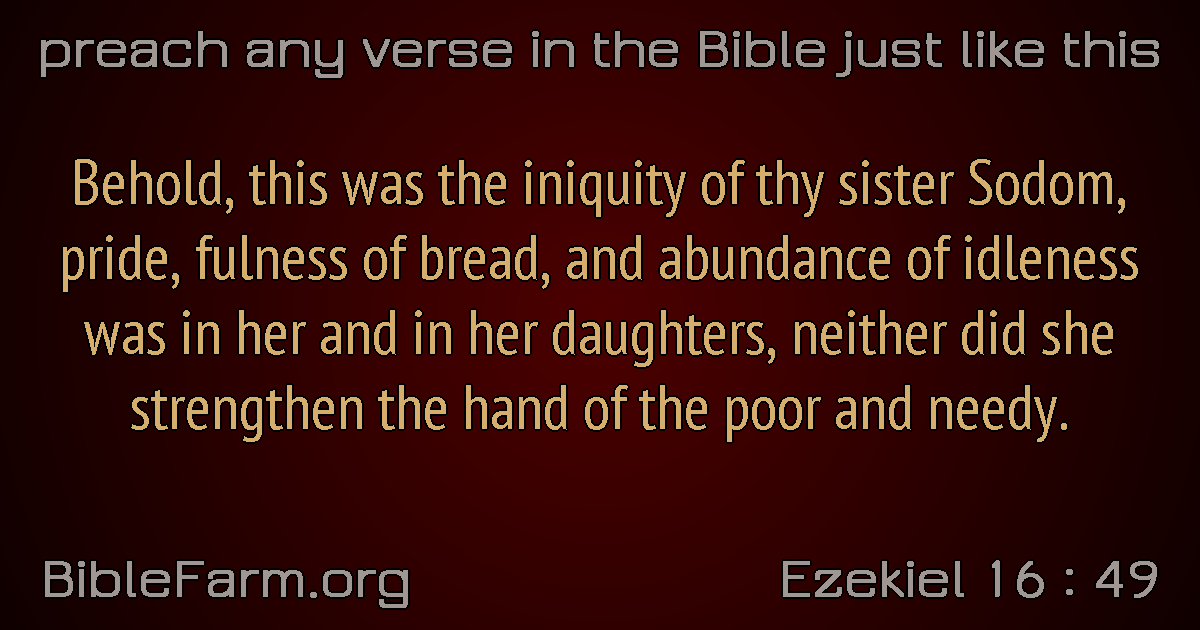 preach any verse in the Bible just like this
Behold, this was the iniquity of thy sister Sodom,
pride, fulness of bread, and abundance of idleness
was in her and in her daughters, neither did she
strengthen the hand of the poor and needy.
BibleFarm.org
Ezekiel 16 : 49